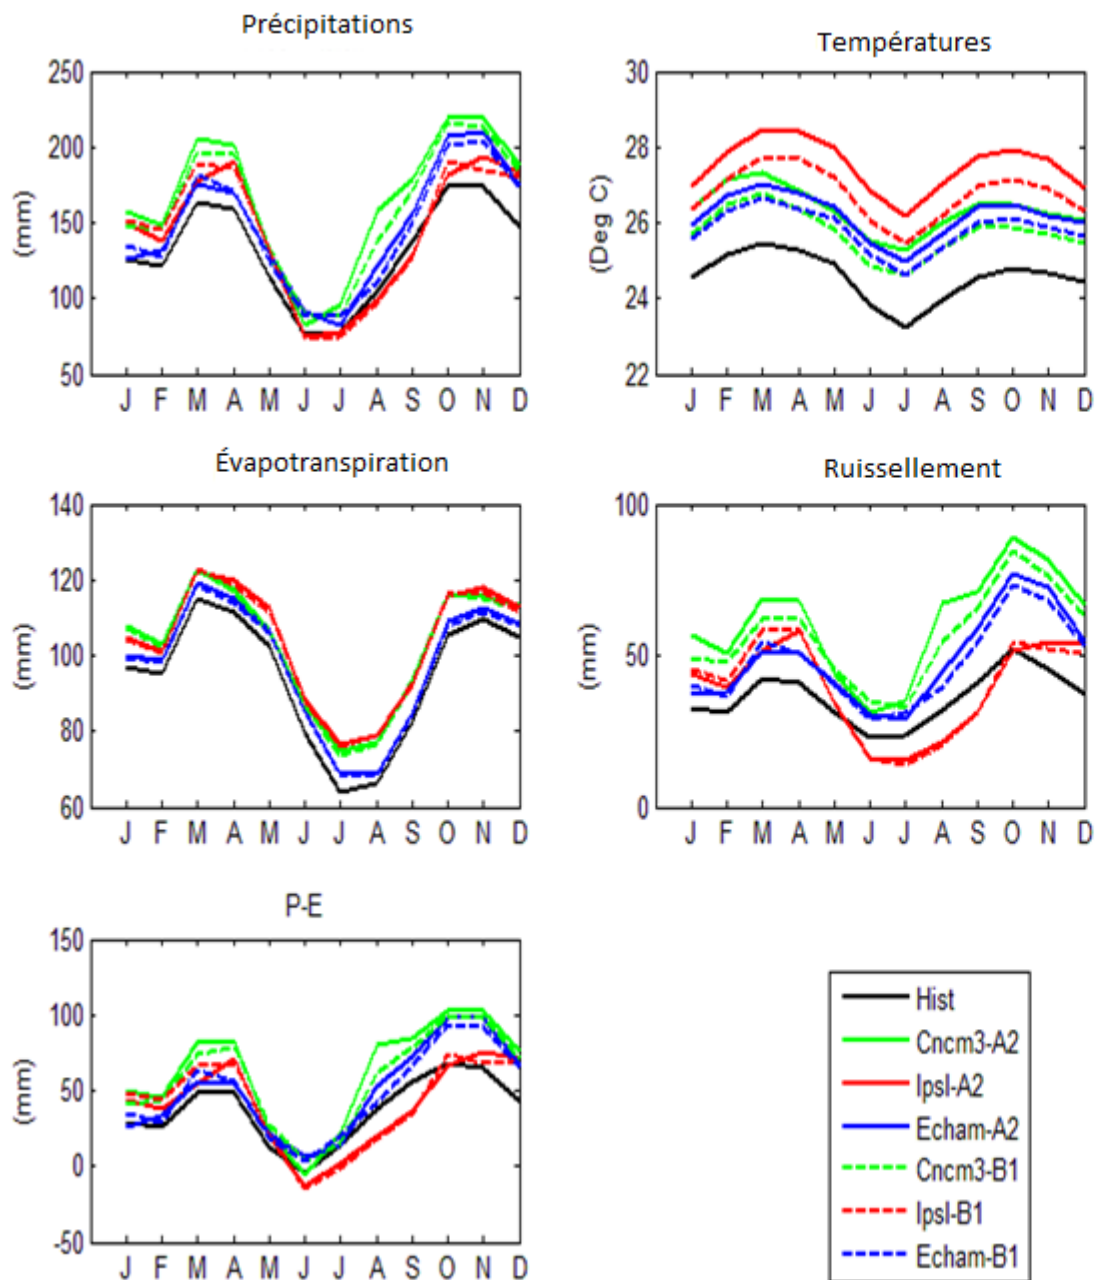 Précipitations
250
200
150
100
50
(mm)
J F M A M J J A S O N D
Températures
30
28
26
24
22
(Deg C)
J F M A M J J A S O N D
Évapotranspiration
140
120
100
80
60
(mm)
J F M A M J J A S O N D
Ruissellement
100
50
0
(mm)
J F M A M J J A S O N D
P-E
150
100
50
0
-50
(mm)
J F M A M J J A S O N D
Hist
Cncm3-A2
Ipsl-A2
Echam-A2
Cncm3-B1
Ipsl-B1
Echam-B1